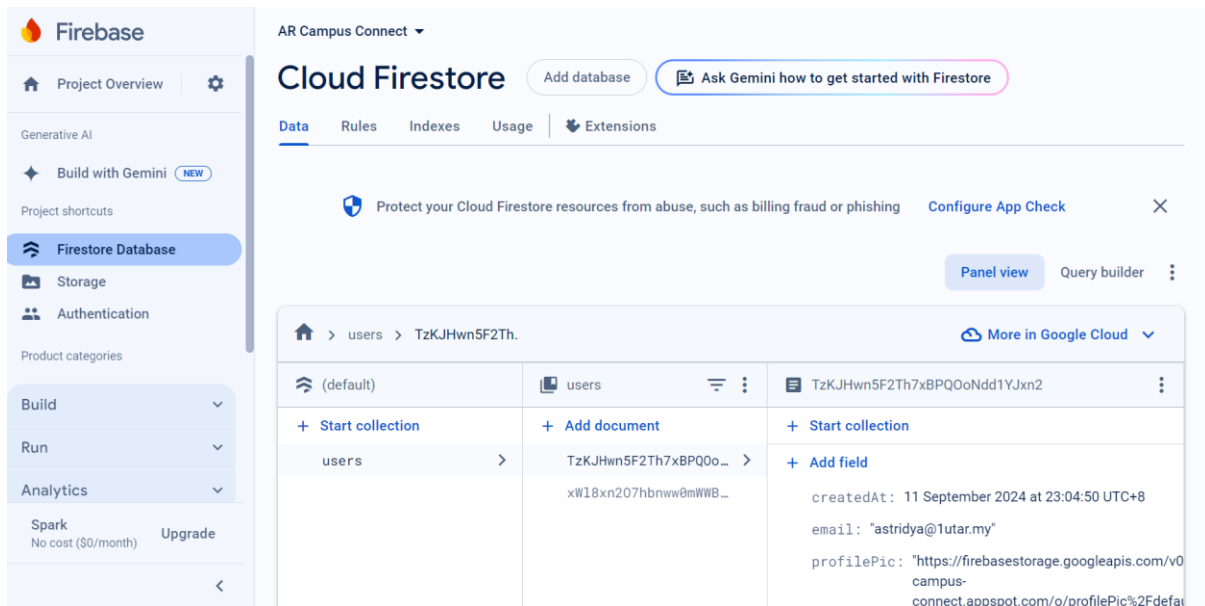 Firebase
Project Overview
Generative AI
Build with Gemini NEW
Project shortcuts
Firestore Database
Storage
Authentication
Product categories
Build
Run
Analytics
Spark
No cost ($0/month)
Upgrade
AR Campus Connect
Cloud Firestore
Add database
Ask Gemini how to get started with Firestore
Data Rules Indexes Usage Extensions
Protect your Cloud Firestore resources from abuse, such as billing fraud or phishing Configure App Check
Panel view Query builder
users TzKJHwn5F2Th.
More in Google Cloud
(default) users TzKJHwn5F2Th7xBPQOoNdd1YJxn2
+ Start collection + Add document + Start collection
users TzKJHwn5F2Th7xBPQOo… + Add field
xWl8xn2O7hbnww0mWWB…
createdAt: 11 September 2024 at 23:04:50 UTC+8
email: "astridya@1utar.my"
profilePic: "https://firebasestorage.googleapis.com/v0
campus-
connect.appspot.com/o/profilePic%2Fdefau